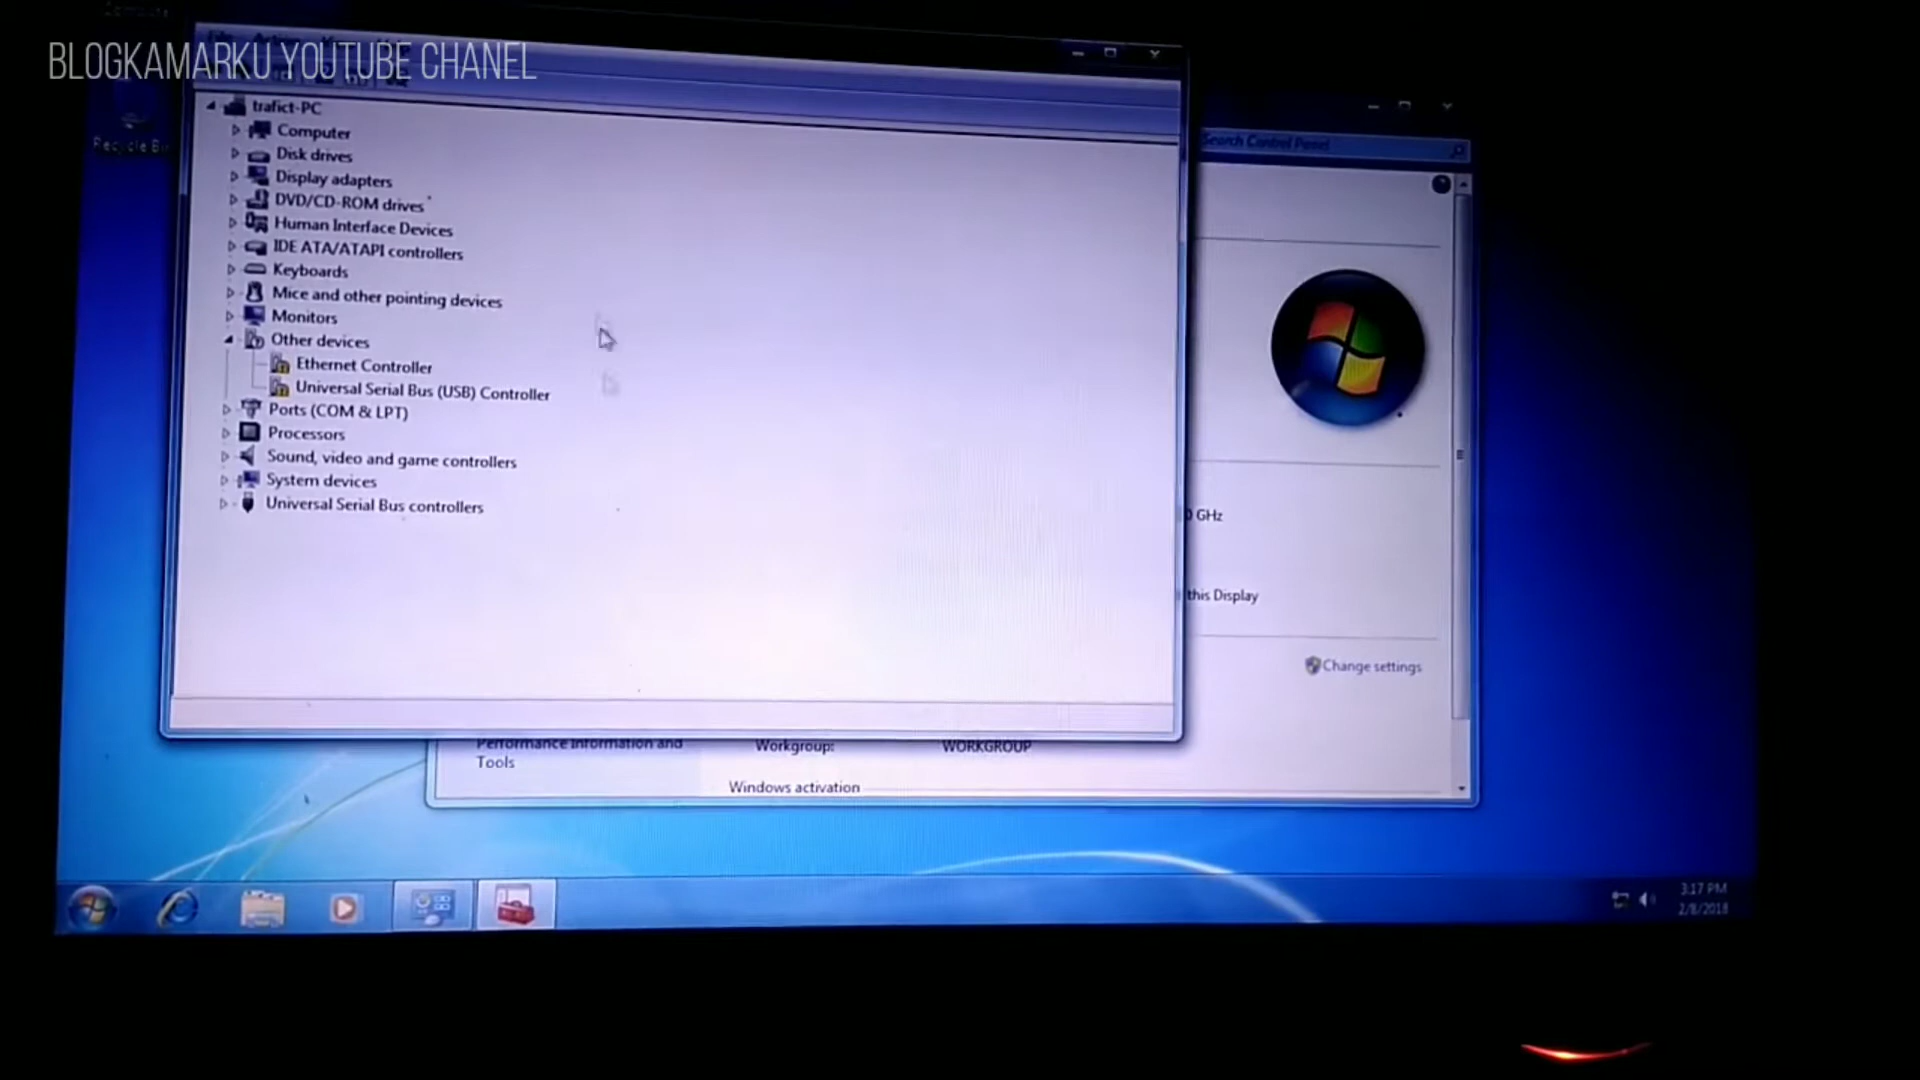 BLOGKAMARKU YOUTUBE CHANEL
Recycle Bin
trafict-PC
Computer
Disk drives
Display adapters
DVD/CD-ROM drives
Human Interface Devices
IDE ATA/ATAPI controllers
Keyboards
Mice and other pointing devices
Monitors
Other devices
Ethernet Controller
Universal Serial Bus (USB) Controller
Ports (COM & LPT)
Processors
Sound, video and game controllers
System devices
Universal Serial Bus controllers
Search Control Panel
GHz
this Display
Change settings
Performance Information and
Tools
Workgroup: WORKGROUP
Windows activation
3:17 PM
2/8/2018